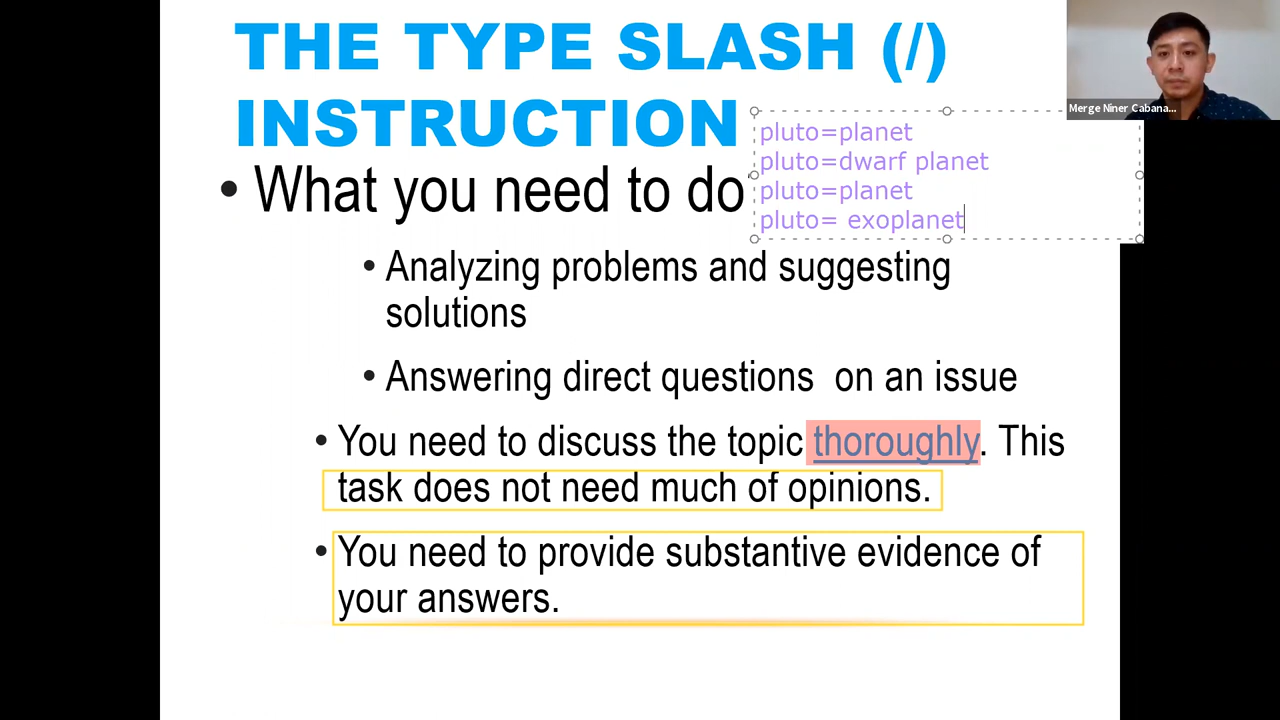 THE TYPE SLASH (/)
INSTRUCTION
Merge Niner Cabana...
pluto=planet
pluto=dwarf planet
pluto=planet
pluto= exoplanet
• What you need to do
• Analyzing problems and suggesting
solutions
• Answering direct questions on an issue
• You need to discuss the topic thoroughly. This
task does not need much of opinions.
• You need to provide substantive evidence of
your answers.